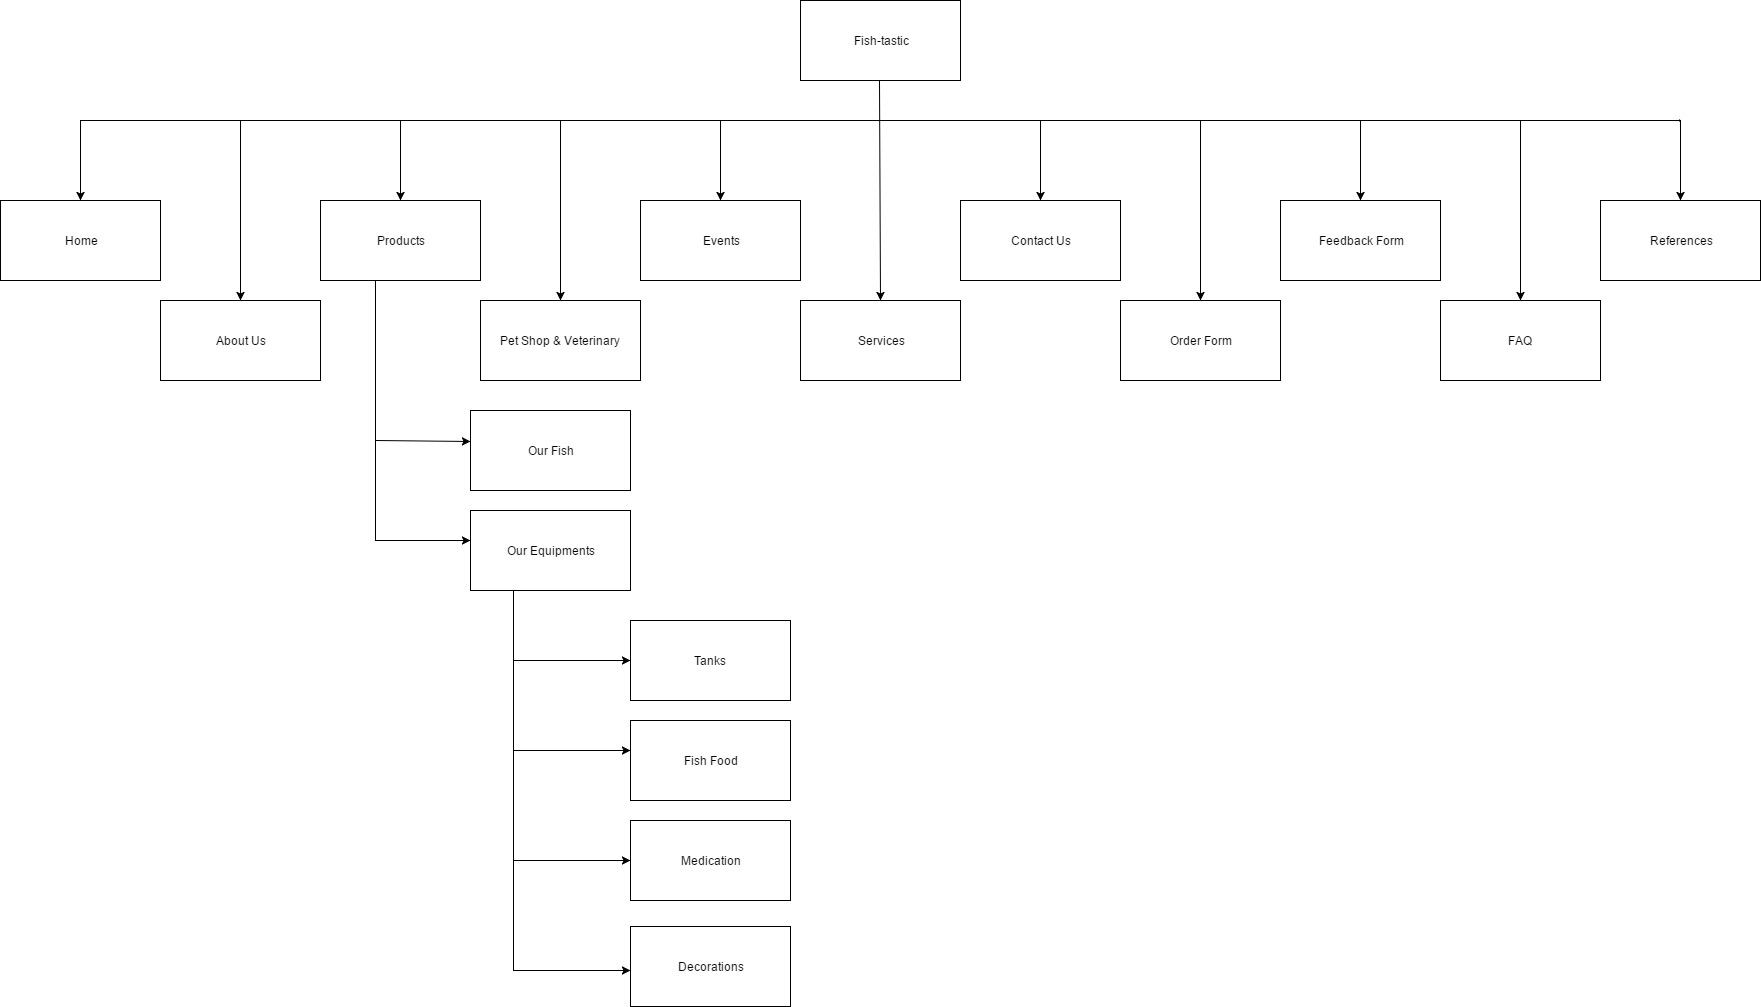 Fish-tastic
Home
Products
Events
Contact Us
Feedback Form
References
About Us
Pet Shop & Veterinary
Services
Order Form
FAQ
Our Fish
Our Equipments
Tanks
Fish Food
Medication
Decorations